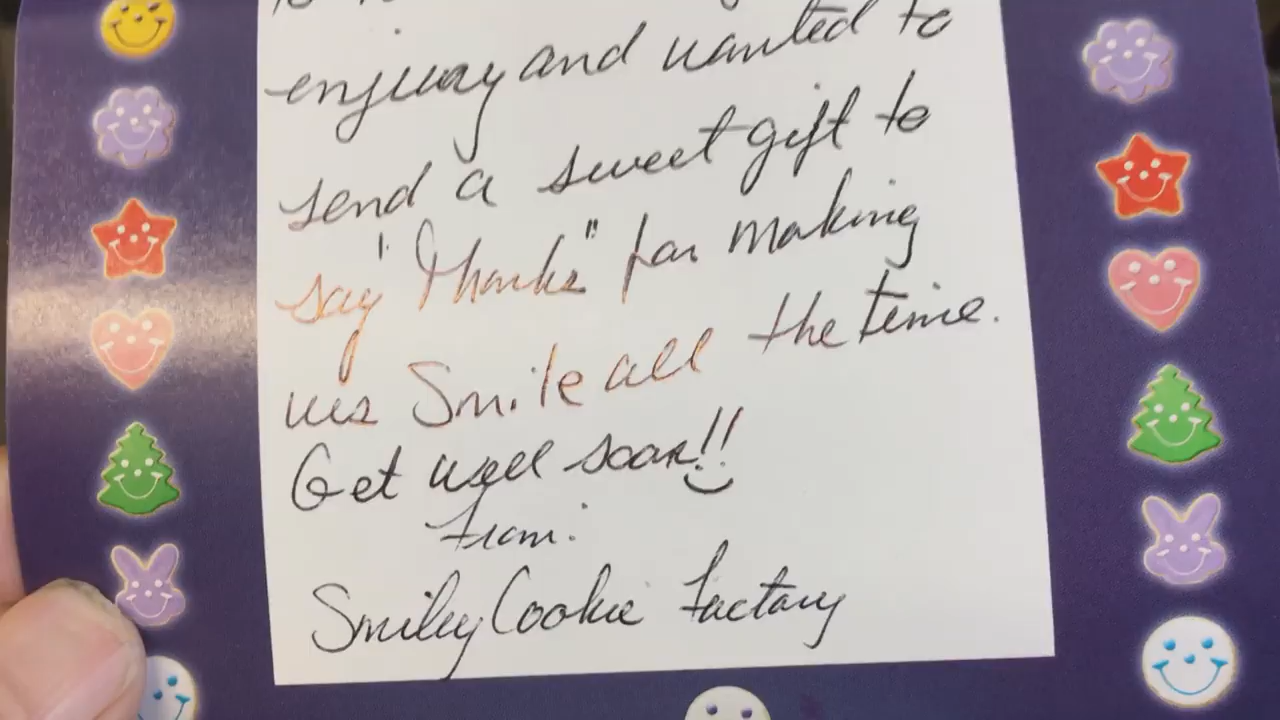 enjury and wanted to
send a sweet gift to
say "Thanks" for making
us Smile all the time.
Get well soon!!
From:
Smiley Cookie Factory